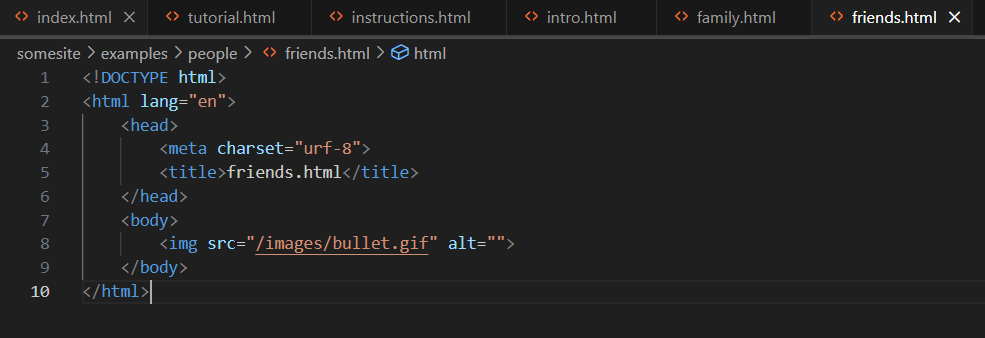 <> index.html × <> tutorial.html <> instructions.html <> intro.html <> family.html <> friends.html ×
somesite > examples > people > <> friends.html > html
1 <!DOCTYPE html>
2 <html lang="en">
3 <head>
4 <meta charset="urf-8">
5 <title>friends.html</title>
6 </head>
7 <body>
8 <img src="/images/bullet.gif" alt="">
9 </body>
10 </html>